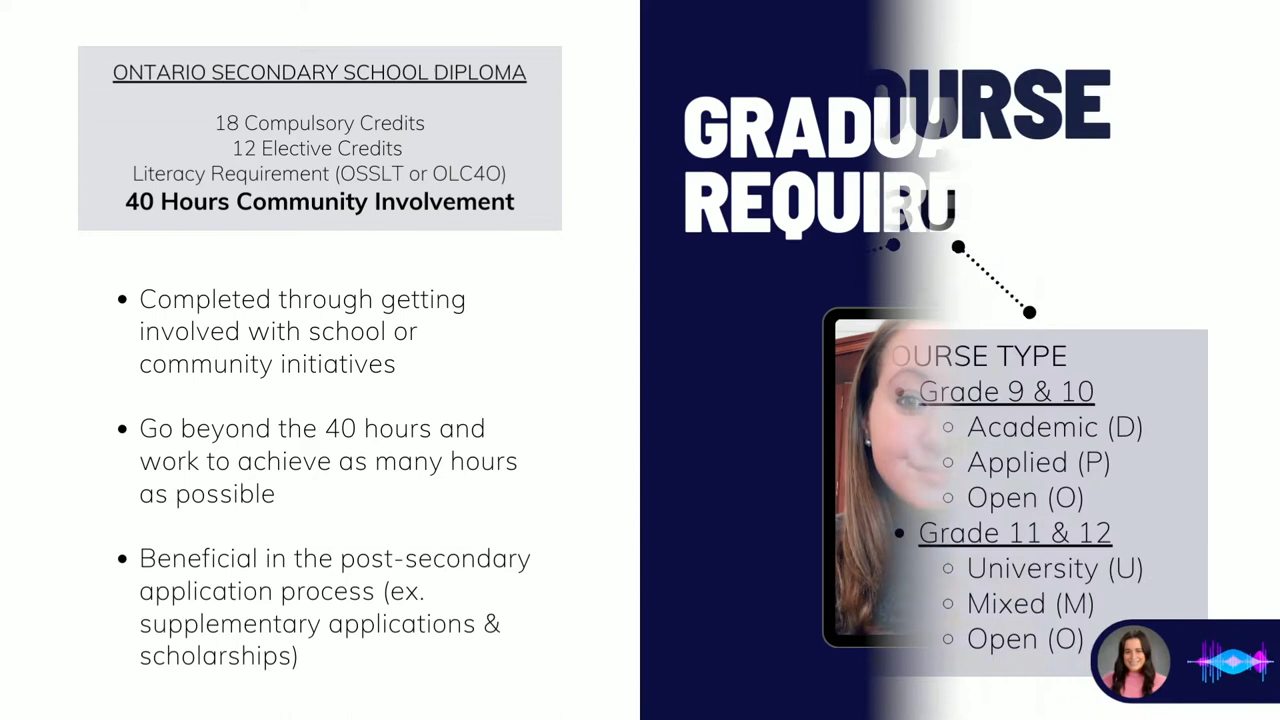 ONTARIO SECONDARY SCHOOL DIPLOMA
18 Compulsory Credits
12 Elective Credits
Literacy Requirement (OSSLT or OLC4O)
40 Hours Community Involvement
• Completed through getting
involved with school or
community initiatives
• Go beyond the 40 hours and
work to achieve as many hours
as possible
• Beneficial in the post-secondary
application process (ex.
supplementary applications &
scholarships)
GRADUA
REQUIR
OURSE
OURSE TYPE
• Grade 9 & 10
○ Academic (D)
○ Applied (P)
○ Open (O)
• Grade 11 & 12
○ University (U)
○ Mixed (M)
○ Open (O)